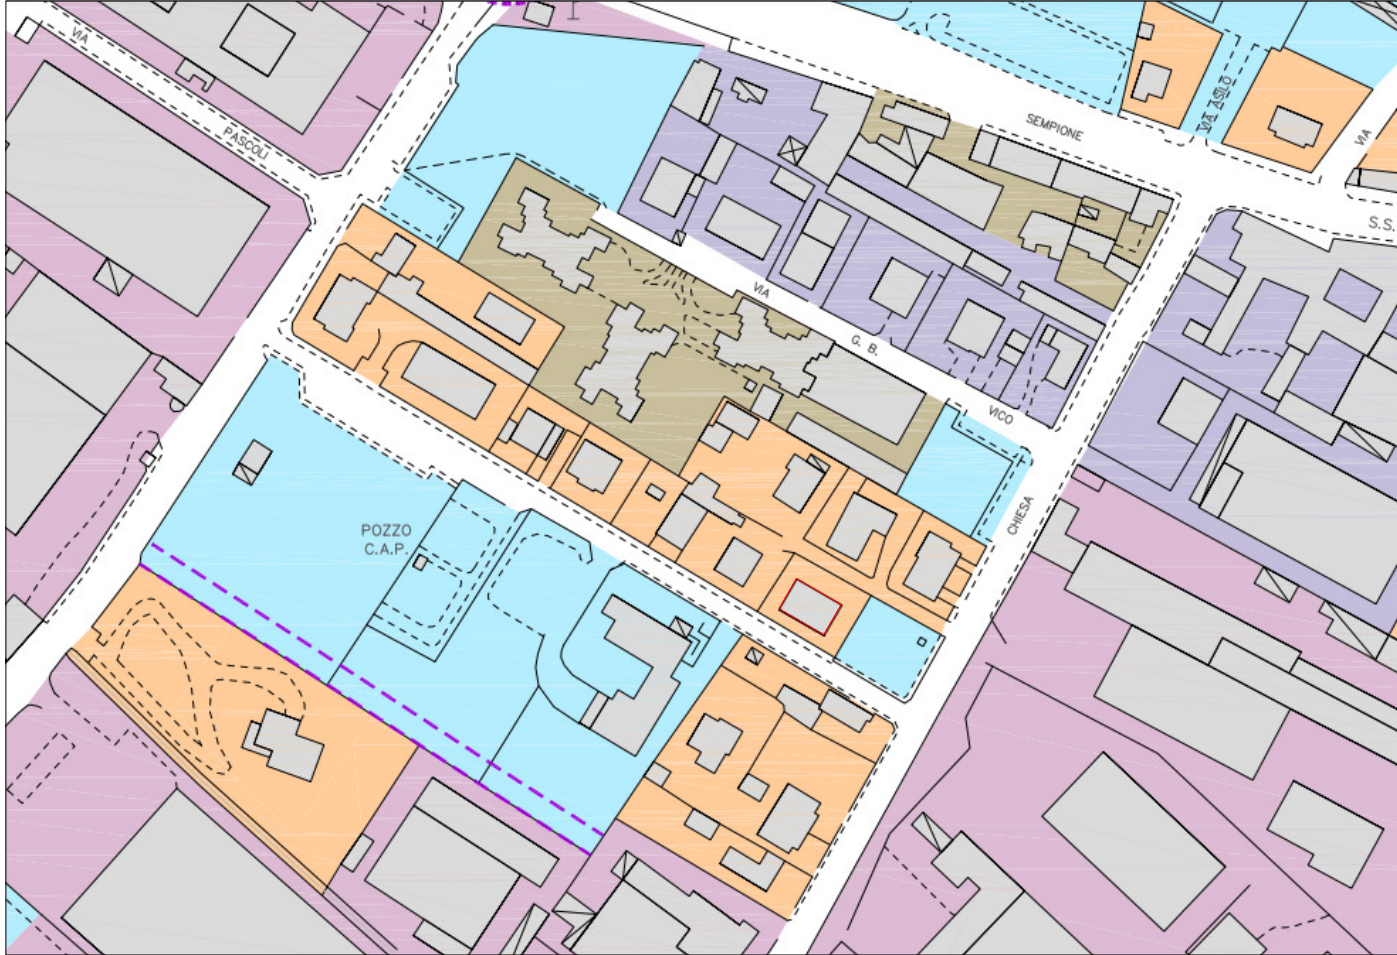 VIA
PASCOLI
SEMPIONE
VIA ASILO
VIA
S.S.
VIA
G. B.
VICO
CHIESA
POZZO
C.A.P.